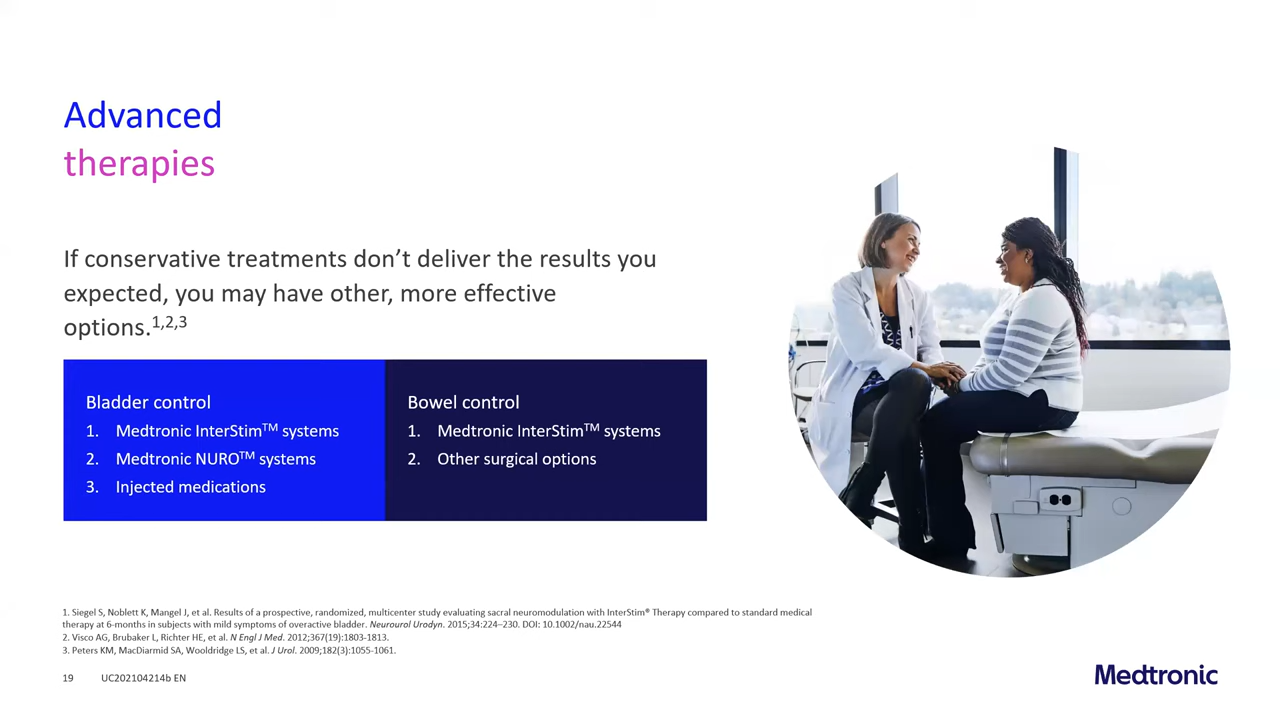 Advanced
therapies
If conservative treatments don’t deliver the results you
expected, you may have other, more effective
options.1,2,3
Bladder control
1. Medtronic InterStim™ systems
2. Medtronic NURO™ systems
3. Injected medications
Bowel control
1. Medtronic InterStim™ systems
2. Other surgical options
1. Siegel S, Noblett K, Mangel J, et al. Results of a prospective, randomized, multicenter study evaluating sacral neuromodulation with InterStim® Therapy compared to standard medical
therapy at 6-months in subjects with mild symptoms of overactive bladder. Neurourol Urodyn. 2015;34:224–230. DOI: 10.1002/nau.22544
2. Visco AG, Brubaker L, Richter HE, et al. N Engl J Med. 2012;367(19):1803-1813.
3. Peters KM, MacDiarmid SA, Wooldridge LS, et al. J Urol. 2009;182(3):1055-1061.
19 UC202104214b EN
Medtronic